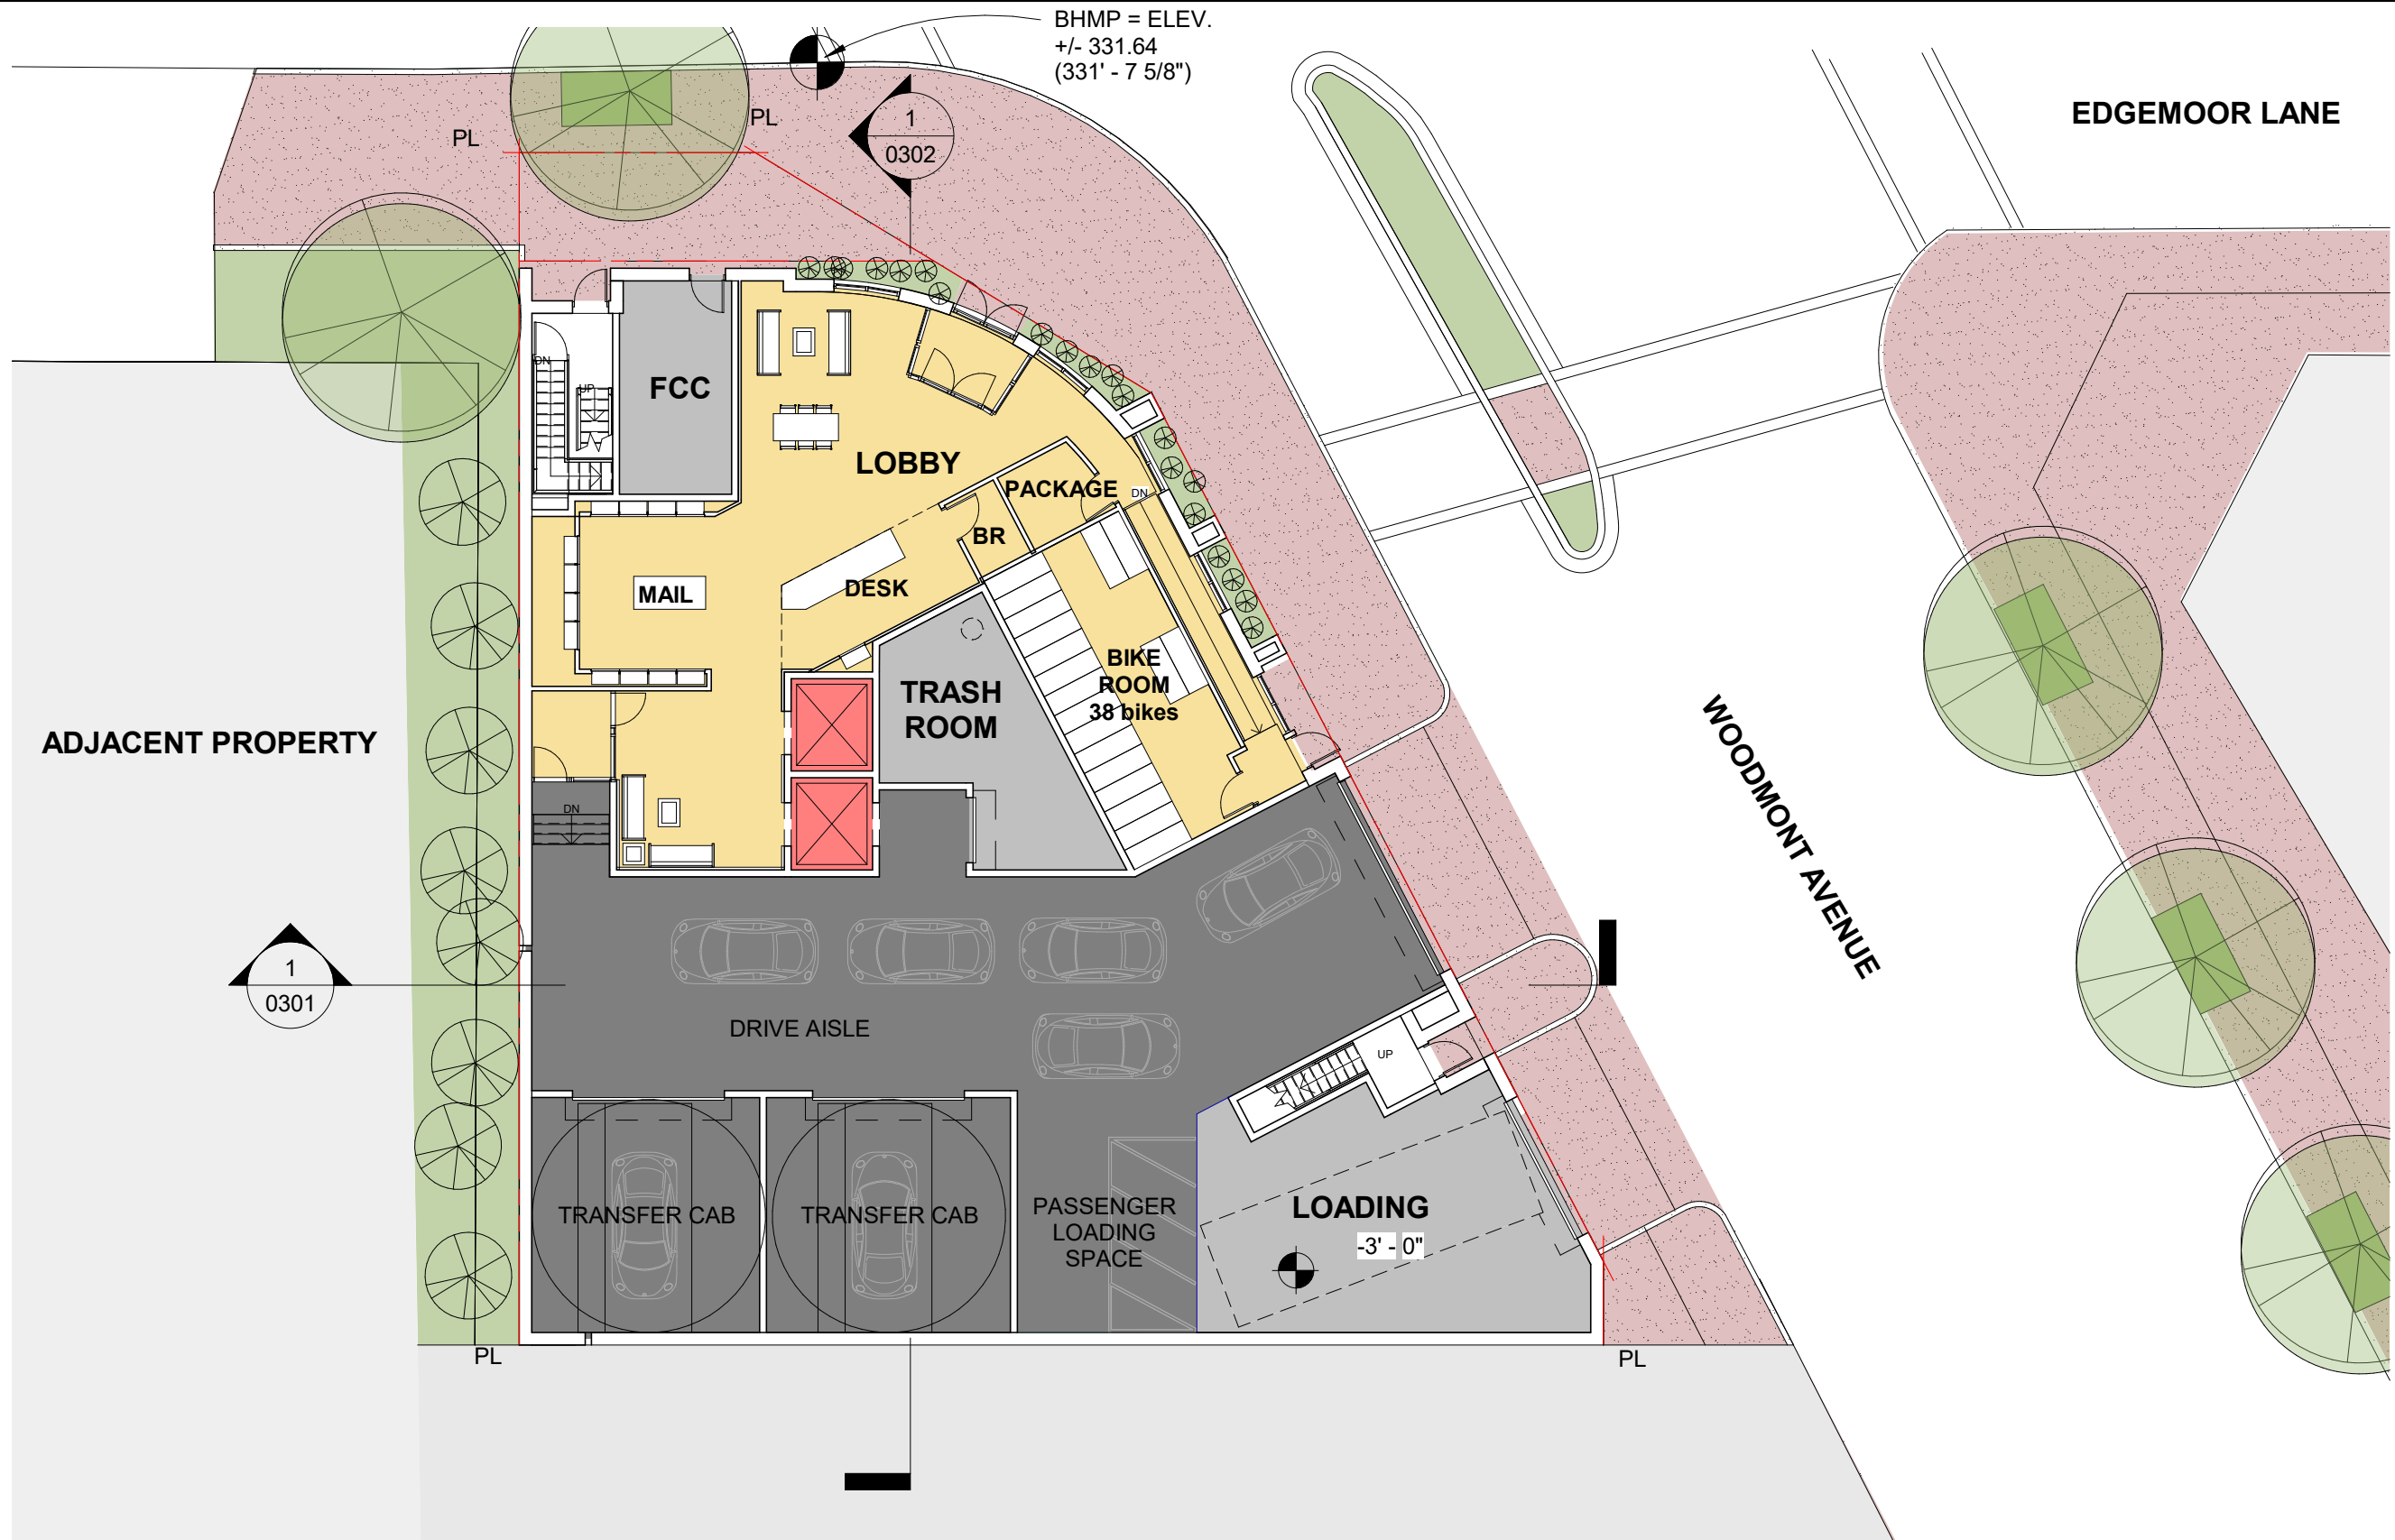 BHMP = ELEV.
+/- 331.64
(331' - 7 5/8")
EDGEMOOR LANE
PL
PL
1
0302
DN
UP
FCC
LOBBY
PACKAGE
DN
BR
MAIL
DESK
BIKE
ROOM
38 bikes
TRASH
ROOM
ADJACENT PROPERTY
WOODMONT AVENUE
DN
1
0301
DRIVE AISLE
UP
TRANSFER CAB
TRANSFER CAB
PASSENGER
LOADING
SPACE
LOADING
-3' - 0"
PL
PL